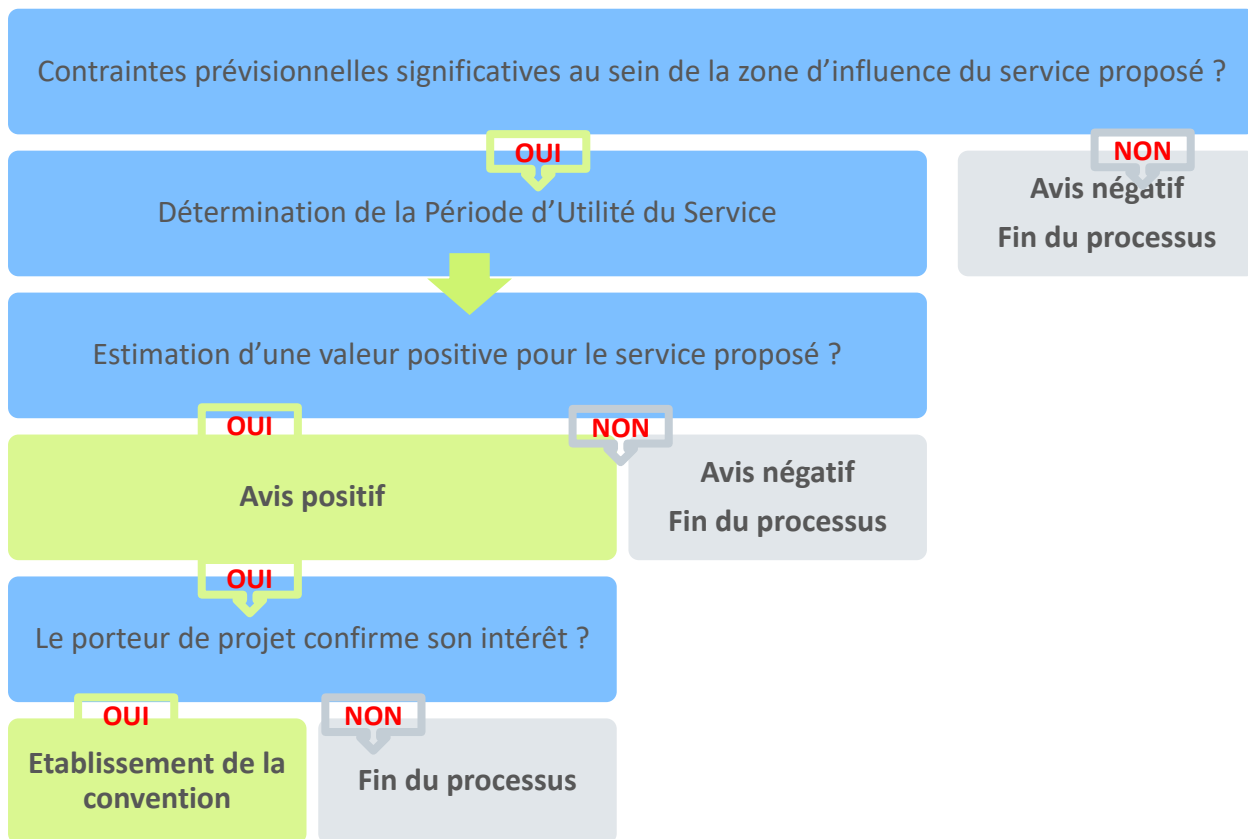 Contraintes prévisionnelles significatives au sein de la zone d’influence du service proposé ?
OUI
NON
Détermination de la Période d’Utilité du Service
Avis négatif
Fin du processus
Estimation d’une valeur positive pour le service proposé ?
OUI
NON
Avis positif
Avis négatif
Fin du processus
OUI
Le porteur de projet confirme son intérêt ?
OUI
NON
Etablissement de la
convention
Fin du processus